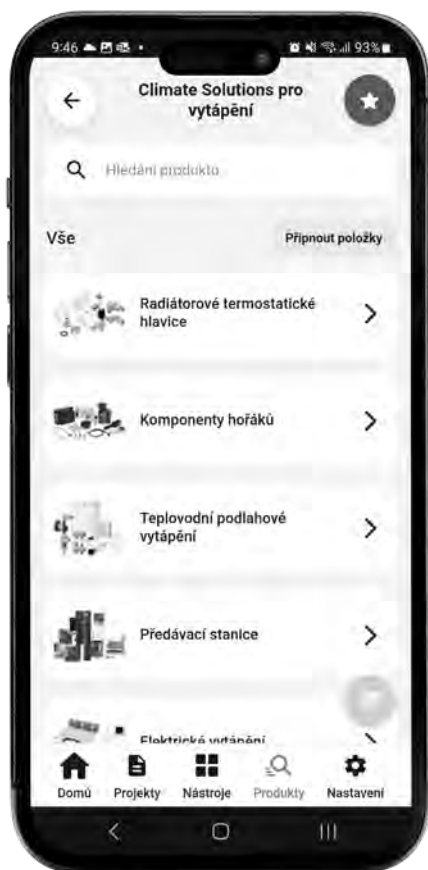 9:46
93%
Climate Solutions pro
vytápění
Hledání produktu
Vše
Připnout položky
Radiátorové termostatické
hlavice
Komponenty hořáků
Teplovodní podlahové
vytápění
Předávací stanice
Elektrické vytápění
Domů
Projekty
Nástroje
Produkty
Nastavení